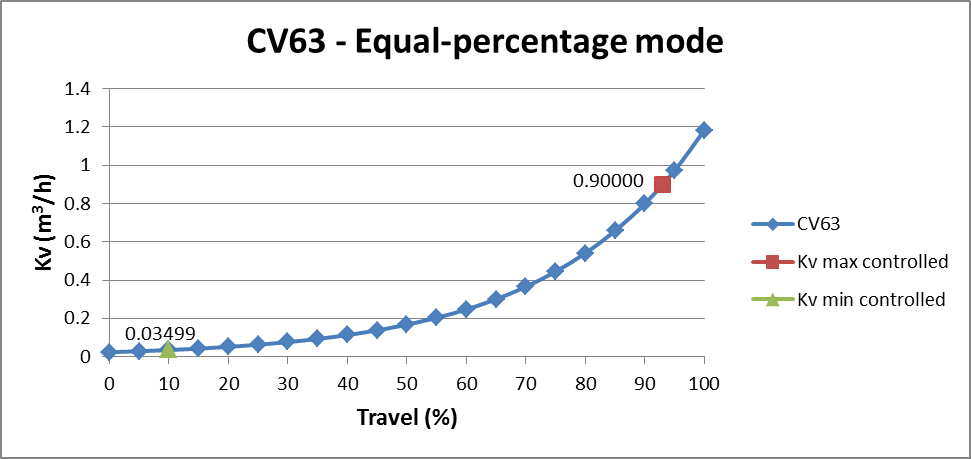 CV63 - Equal-percentage mode
Kv (m³/h)
1.4
1.2
1
0.8
0.6
0.4
0.2
0
0.90000
0.03499
0 10 20 30 40 50 60 70 80 90 100
Travel (%)
CV63
Kv max controlled
Kv min controlled